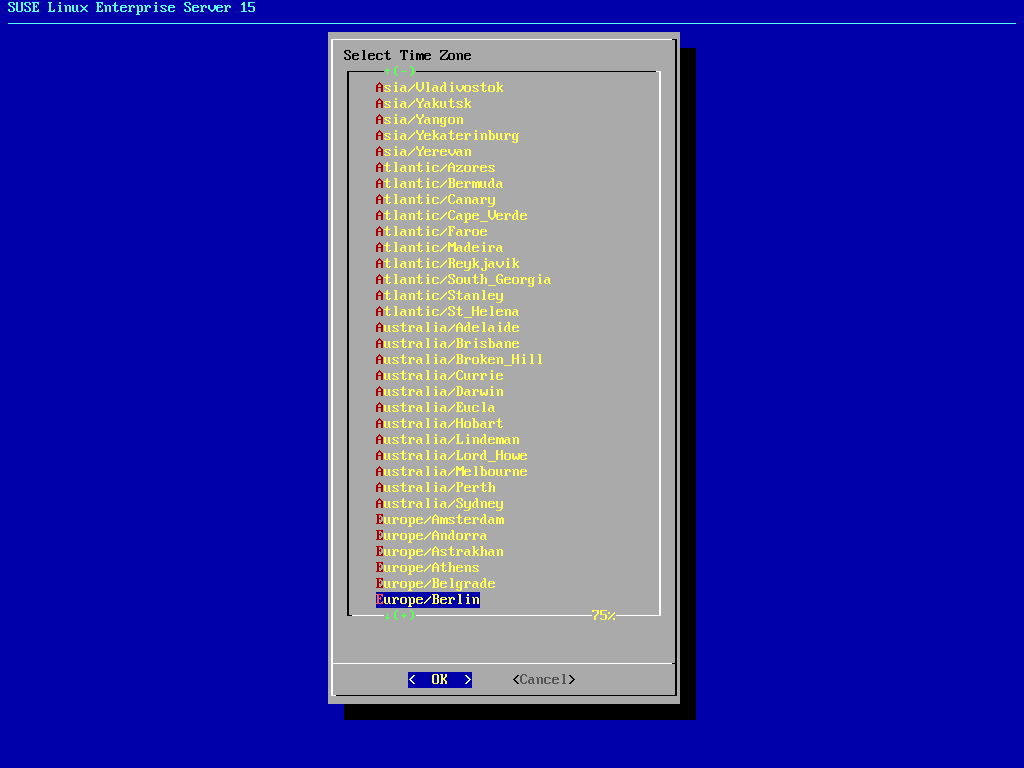 SUSE Linux Enterprise Server 15
Select Time Zone
^(-)
Asia/Vladivostok
Asia/Yakutsk
Asia/Yangon
Asia/Yekaterinburg
Asia/Yerevan
Atlantic/Azores
Atlantic/Bermuda
Atlantic/Canary
Atlantic/Cape_Verde
Atlantic/Faroe
Atlantic/Madeira
Atlantic/Reykjavik
Atlantic/South_Georgia
Atlantic/Stanley
Atlantic/St_Helena
Australia/Adelaide
Australia/Brisbane
Australia/Broken_Hill
Australia/Currie
Australia/Darwin
Australia/Eucla
Australia/Hobart
Australia/Lindeman
Australia/Lord_Howe
Australia/Melbourne
Australia/Perth
Australia/Sydney
Europe/Amsterdam
Europe/Andorra
Europe/Astrakhan
Europe/Athens
Europe/Belgrade
Europe/Berlin
75%
< OK > <Cancel>